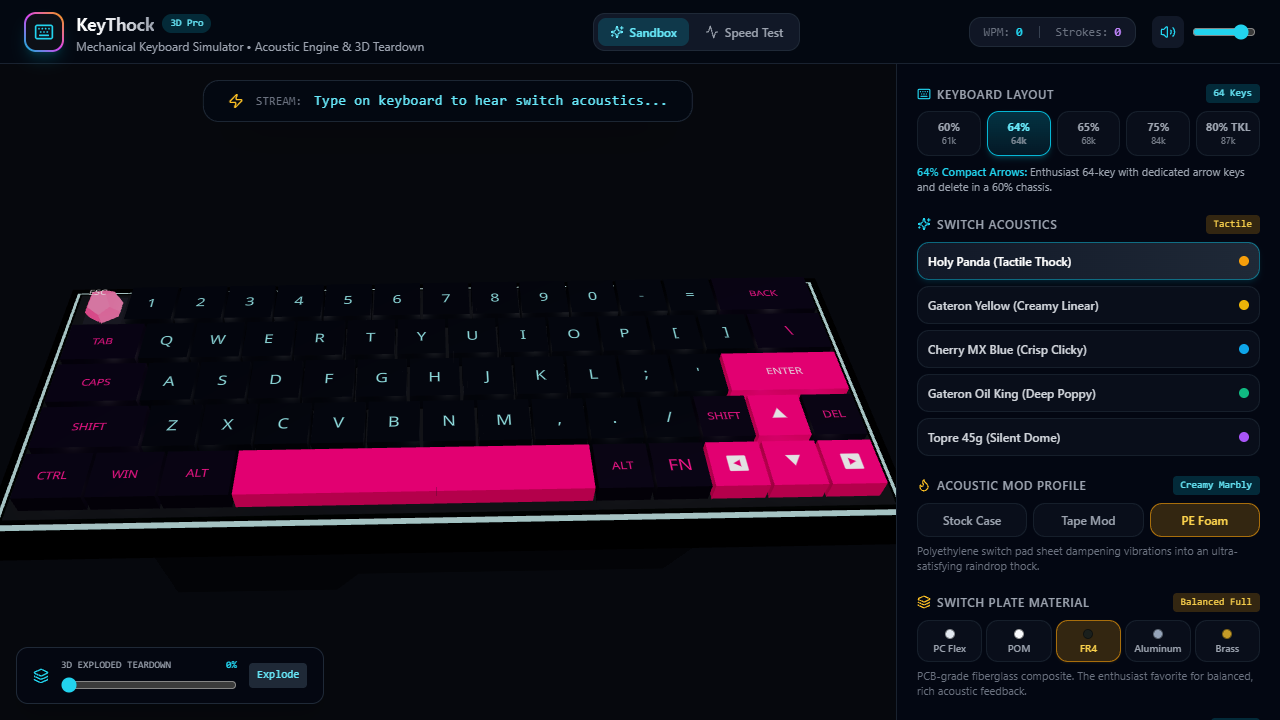 KeyThock 3D Pro
Mechanical Keyboard Simulator • Acoustic Engine & 3D Teardown
Sandbox Speed Test
WPM: 0 Strokes: 0
STREAM: Type on keyboard to hear switch acoustics...
ESC 1 2 3 4 5 6 7 8 9 0 - = BACK
TAB Q W E R T Y U I O P [ ] \
CAPS A S D F G H J K L ; ' ENTER
SHIFT Z X C V B N M , . / SHIFT ▲ DEL
CTRL WIN ALT ALT FN ◀ ▼ ▶
3D EXPLODED TEARDOWN 0%
Explode
KEYBOARD LAYOUT 64 Keys
60% 64% 65% 75% 80% TKL
61k 64k 68k 84k 87k
64% Compact Arrows: Enthusiast 64-key with dedicated arrow keys
and delete in a 60% chassis.
SWITCH ACOUSTICS Tactile
Holy Panda (Tactile Thock)
Gateron Yellow (Creamy Linear)
Cherry MX Blue (Crisp Clicky)
Gateron Oil King (Deep Poppy)
Topre 45g (Silent Dome)
ACOUSTIC MOD PROFILE Creamy Marbly
Stock Case Tape Mod PE Foam
Polyethylene switch pad sheet dampening vibrations into an ultra-
satisfying raindrop thock.
SWITCH PLATE MATERIAL Balanced Full
PC Flex POM FR4 Aluminum Brass
PCB-grade fiberglass composite. The enthusiast favorite for balanced,
rich acoustic feedback.